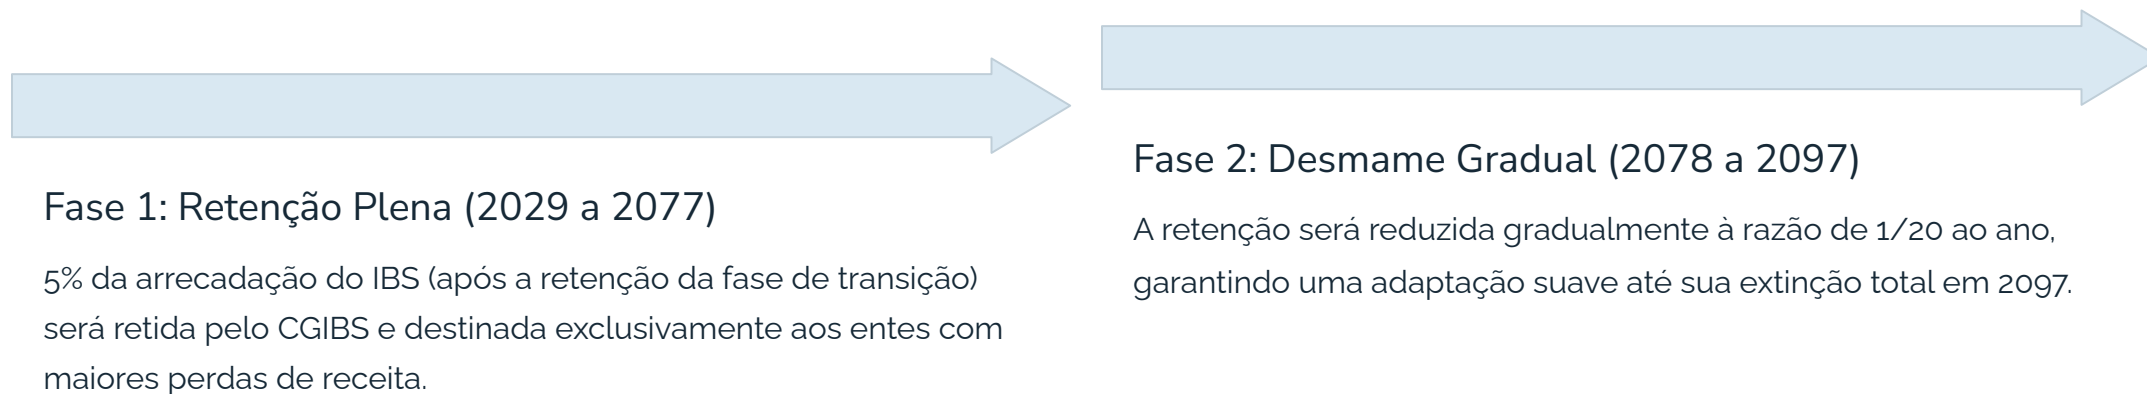 Fase 1: Retenção Plena (2029 a 2077)
5% da arrecadação do IBS (após a retenção da fase de transição)
será retida pelo CGIBS e destinada exclusivamente aos entes com
maiores perdas de receita.
Fase 2: Desmame Gradual (2078 a 2097)
A retenção será reduzida gradualmente à razão de 1/20 ao ano,
garantindo uma adaptação suave até sua extinção total em 2097.